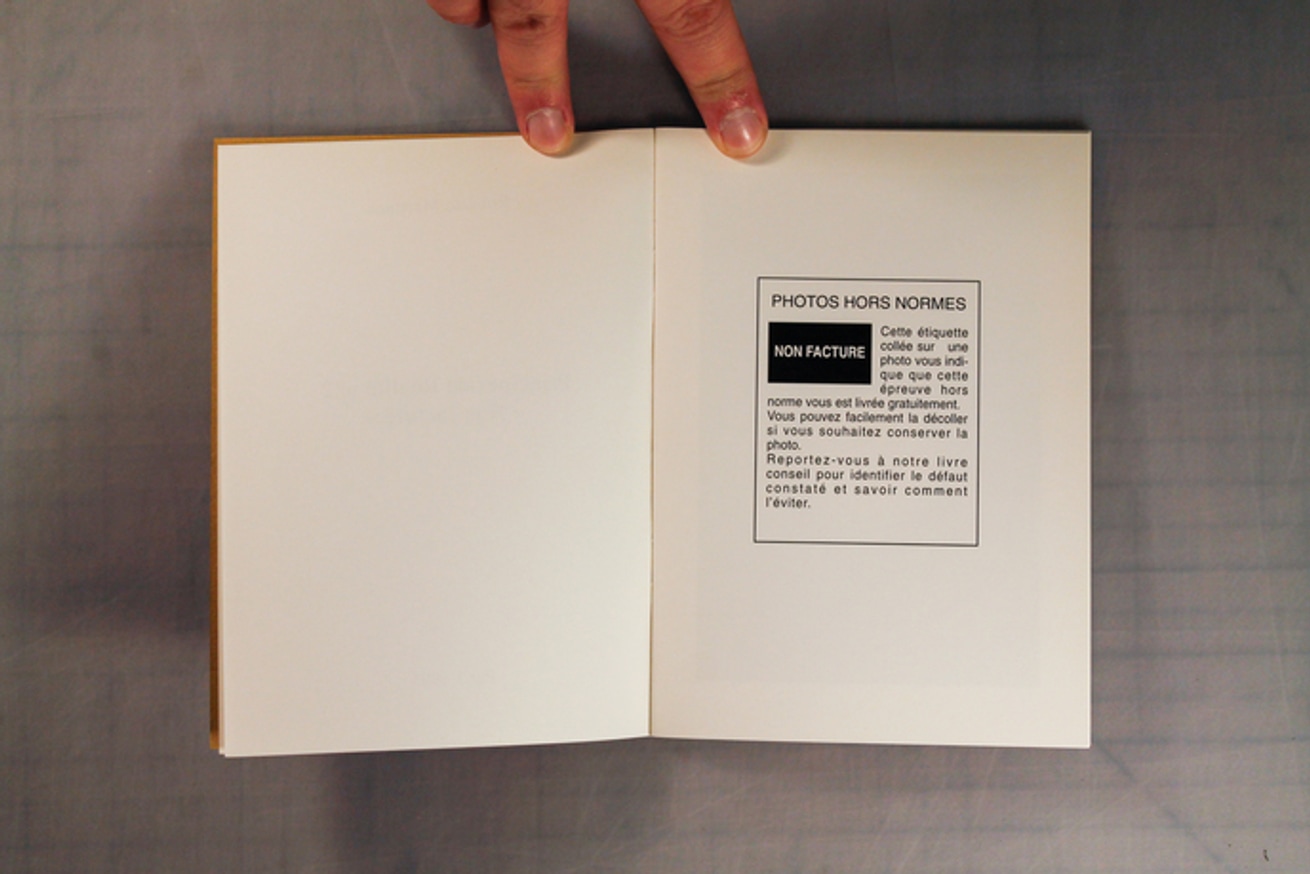 PHOTOS HORS NORMES
NON FACTURE
Cette étiquette
collée sur une
photo vous indi-
que que cette
épreuve hors
norme vous est livrée gratuitement.
Vous pouvez facilement la décoller
si vous souhaitez conserver la
photo.
Reportez-vous à notre livre
conseil pour identifier le défaut
constaté et savoir comment
l'éviter.